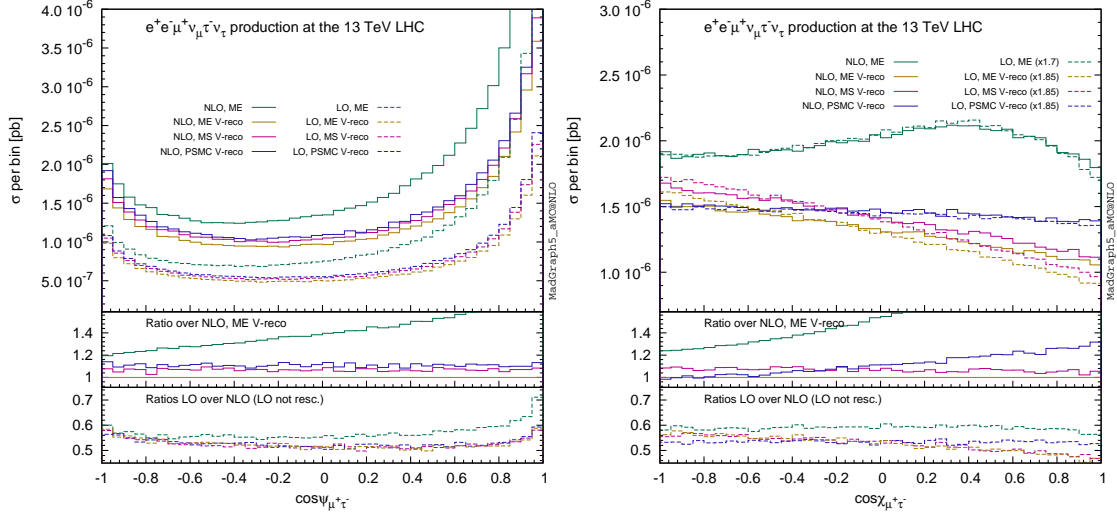 e⁺e⁻μ⁺ν_μτ⁻ν_τ production at the 13 TeV LHC
σ per bin [pb]
4.0 10⁻⁶
3.5 10⁻⁶
3.0 10⁻⁶
2.5 10⁻⁶
2.0 10⁻⁶
1.5 10⁻⁶
1.0 10⁻⁶
5.0 10⁻⁷
NLO, ME
NLO, ME V-reco
NLO, MS V-reco
NLO, PSMC V-reco
LO, ME
LO, ME V-reco
LO, MS V-reco
LO, PSMC V-reco
MadGraph5_aMC@NLO
Ratio over NLO, ME V-reco
1.4
1.2
1
Ratios LO over NLO (LO not resc.)
0.7
0.6
0.5
-1 -0.8 -0.6 -0.4 -0.2 0 0.2 0.4 0.6 0.8 1
cosψ_μ⁺τ⁻
e⁺e⁻μ⁺ν_μτ⁻ν_τ production at the 13 TeV LHC
σ per bin [pb]
2.5 10⁻⁶
2.0 10⁻⁶
1.5 10⁻⁶
1.0 10⁻⁶
NLO, ME
NLO, ME V-reco
NLO, MS V-reco
NLO, PSMC V-reco
LO, ME (x1.7)
LO, ME V-reco (x1.85)
LO, MS V-reco (x1.85)
LO, PSMC V-reco (x1.85)
MadGraph5_aMC@NLO
Ratio over NLO, ME V-reco
1.4
1.2
1
Ratios LO over NLO (LO not resc.)
0.7
0.6
0.5
-1 -0.8 -0.6 -0.4 -0.2 0 0.2 0.4 0.6 0.8 1
cosχ_μ⁺τ⁻